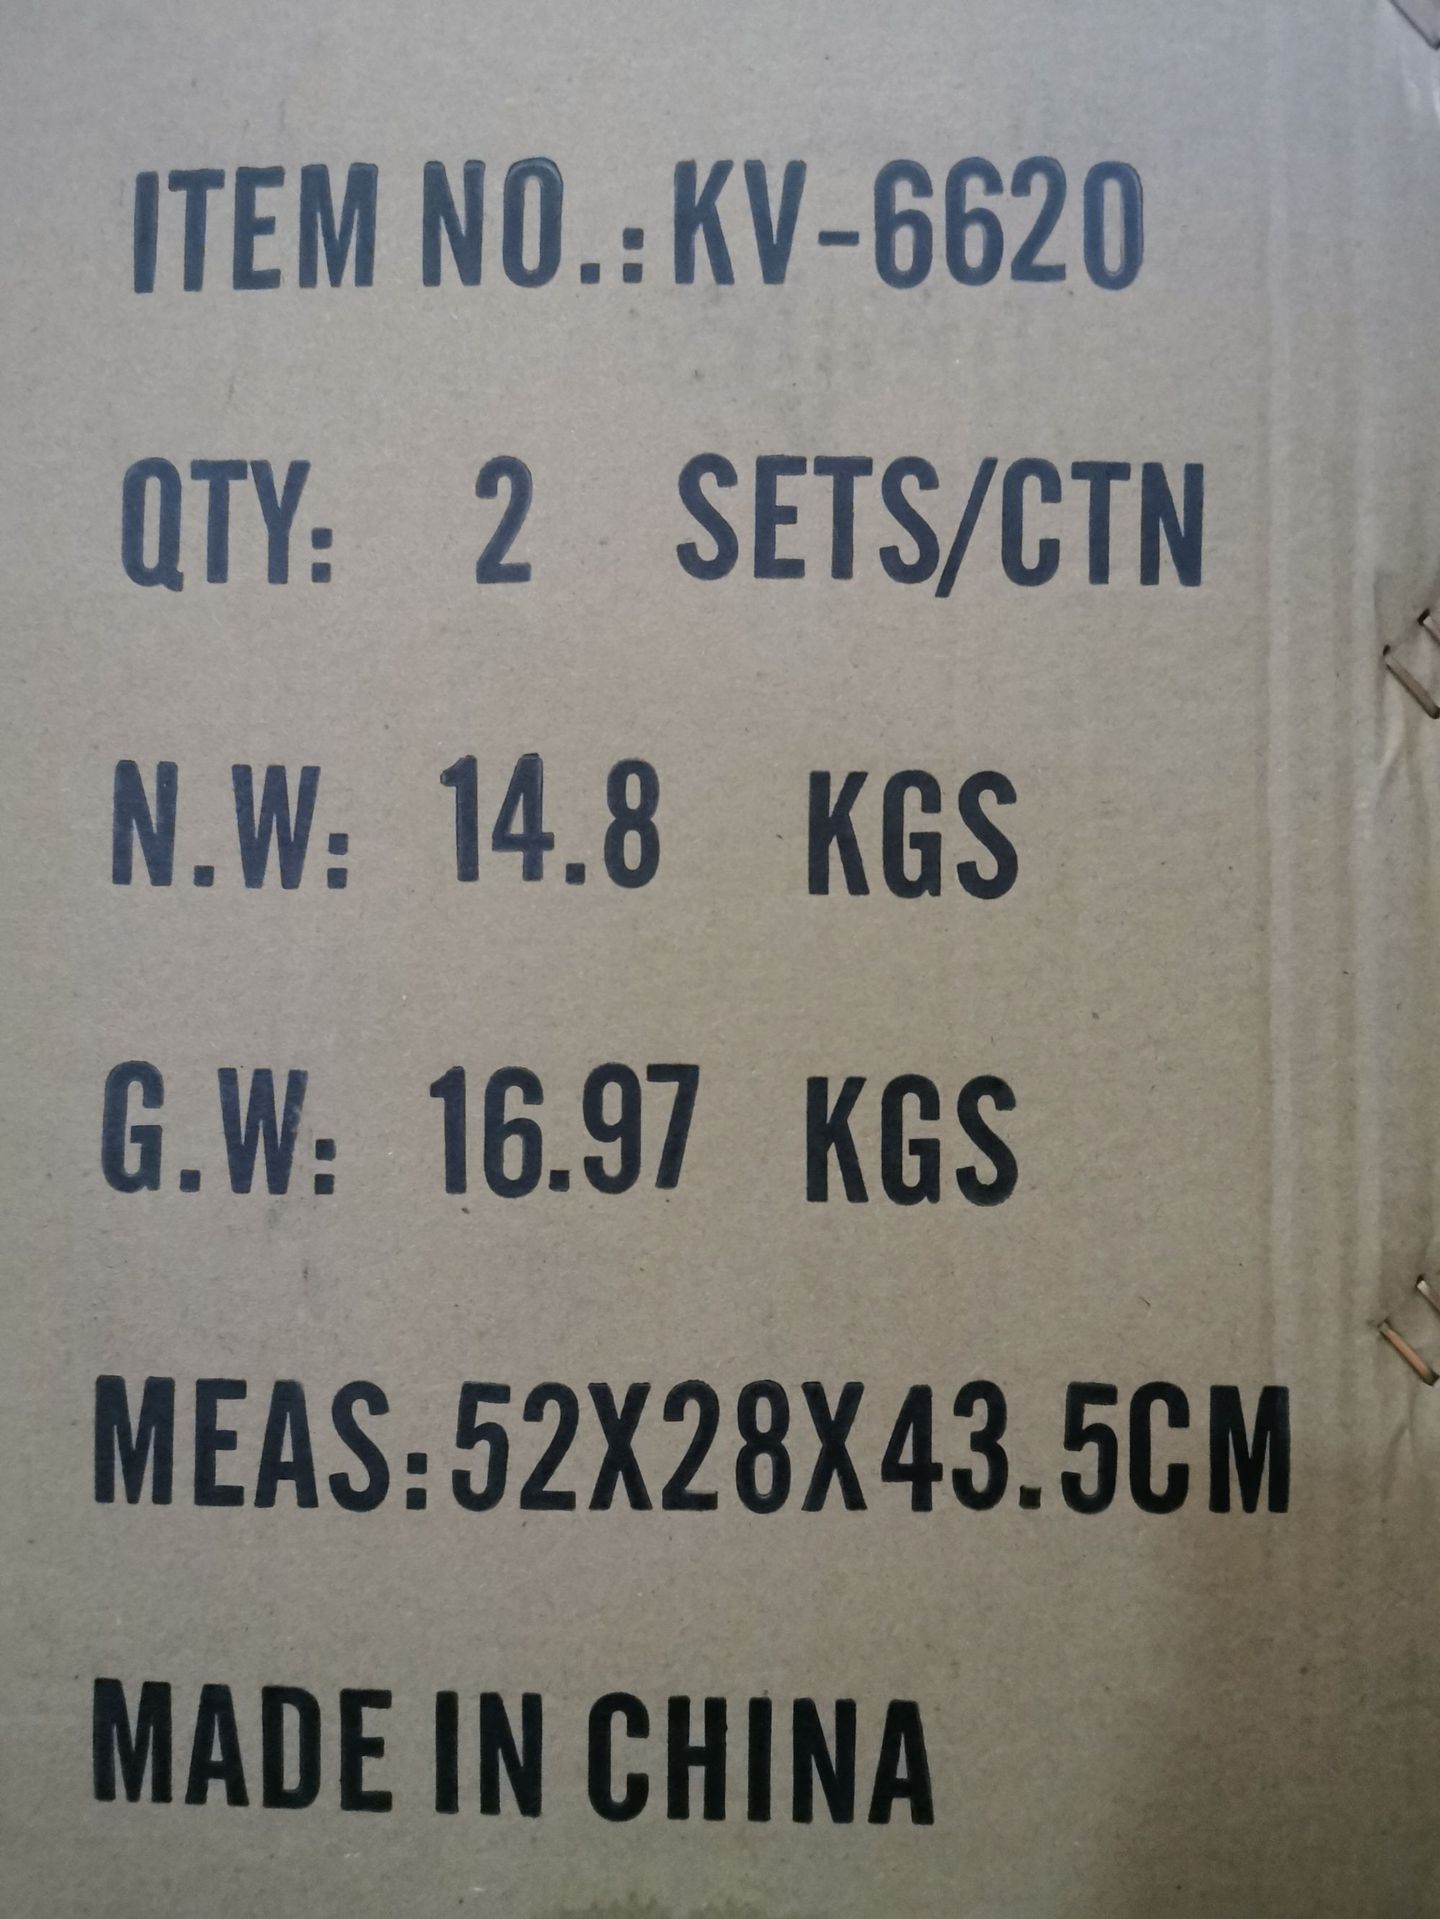 ITEM NO.:KV-6620
QTY: 2 SETS/CTN
N.W: 14.8 KGS
G.W: 16.97 KGS
MEAS:52X28X43.5CM
MADE IN CHINA